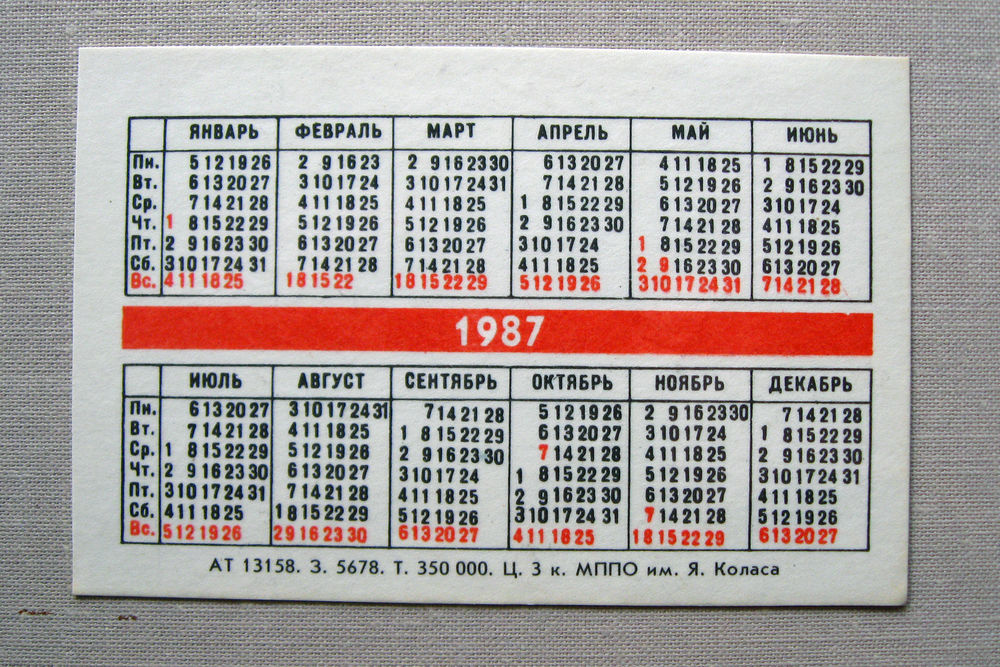 ЯНВАРЬ ФЕВРАЛЬ МАРТ АПРЕЛЬ МАЙ ИЮНЬ
Пн. 5 12 19 26 2 9 16 23 2 9 16 23 30 6 13 20 27 4 11 18 25 1 8 15 22 29
Вт. 6 13 20 27 3 10 17 24 3 10 17 24 31 7 14 21 28 5 12 19 26 2 9 16 23 30
Ср. 7 14 21 28 4 11 18 25 4 11 18 25 1 8 15 22 29 6 13 20 27 3 10 17 24
Чт. 1 8 15 22 29 5 12 19 26 5 12 19 26 2 9 16 23 30 7 14 21 28 4 11 18 25
Пт. 2 9 16 23 30 6 13 20 27 6 13 20 27 3 10 17 24 1 8 15 22 29 5 12 19 26
Сб. 3 10 17 24 31 7 14 21 28 7 14 21 28 4 11 18 25 2 9 16 23 30 6 13 20 27
Вс. 4 11 18 25 1 8 15 22 1 8 15 22 29 5 12 19 26 3 10 17 24 31 7 14 21 28
1987
ИЮЛЬ АВГУСТ СЕНТЯБРЬ ОКТЯБРЬ НОЯБРЬ ДЕКАБРЬ
Пн. 6 13 20 27 3 10 17 24 31 7 14 21 28 5 12 19 26 2 9 16 23 30 7 14 21 28
Вт. 7 14 21 28 4 11 18 25 1 8 15 22 29 6 13 20 27 3 10 17 24 1 8 15 22 29
Ср. 1 8 15 22 29 5 12 19 26 2 9 16 23 30 7 14 21 28 4 11 18 25 2 9 16 23 30
Чт. 2 9 16 23 30 6 13 20 27 3 10 17 24 1 8 15 22 29 5 12 19 26 3 10 17 24 31
Пт. 3 10 17 24 31 7 14 21 28 4 11 18 25 2 9 16 23 30 6 13 20 27 4 11 18 25
Сб. 4 11 18 25 1 8 15 22 29 5 12 19 26 3 10 17 24 31 7 14 21 28 5 12 19 26
Вс. 5 12 19 26 2 9 16 23 30 6 13 20 27 4 11 18 25 1 8 15 22 29 6 13 20 27
АТ 13158. З. 5678. Т. 350 000. Ц. 3 к. МППО им. Я. Коласа